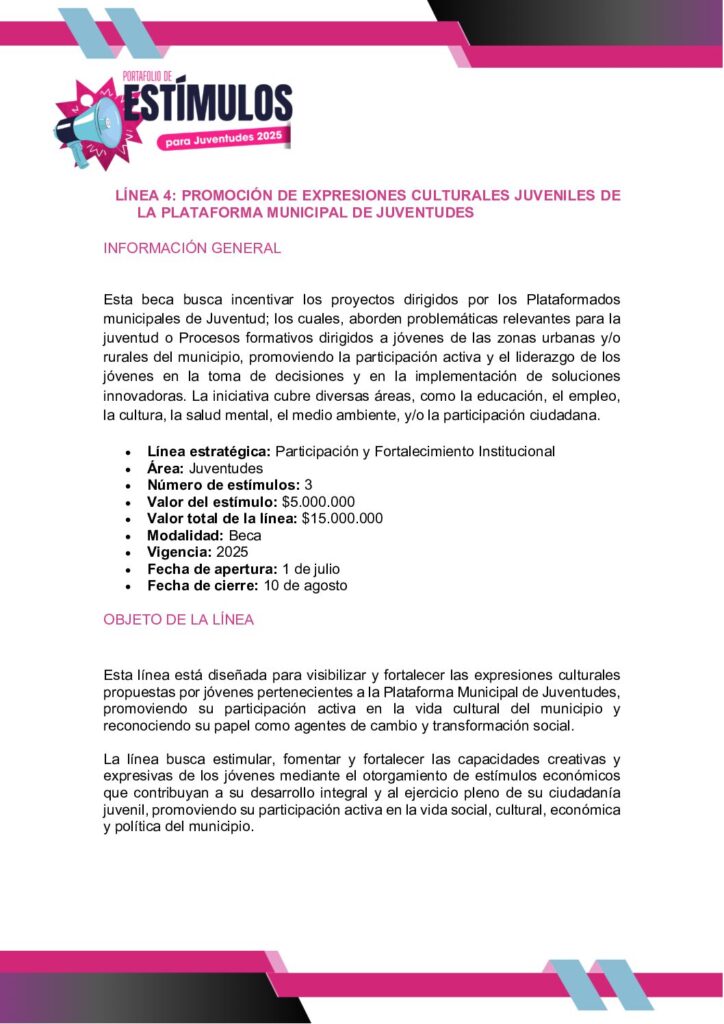 PORTAFOLIO DE
ESTÍMULOS
para Juventudes 2025
LÍNEA 4: PROMOCIÓN DE EXPRESIONES CULTURALES JUVENILES DE
LA PLATAFORMA MUNICIPAL DE JUVENTUDES
INFORMACIÓN GENERAL
Esta beca busca incentivar los proyectos dirigidos por los Plataformados
municipales de Juventud; los cuales, aborden problemáticas relevantes para la
juventud o Procesos formativos dirigidos a jóvenes de las zonas urbanas y/o
rurales del municipio, promoviendo la participación activa y el liderazgo de los
jóvenes en la toma de decisiones y en la implementación de soluciones
innovadoras. La iniciativa cubre diversas áreas, como la educación, el empleo,
la cultura, la salud mental, el medio ambiente, y/o la participación ciudadana.
• Línea estratégica: Participación y Fortalecimiento Institucional
• Área: Juventudes
• Número de estímulos: 3
• Valor del estímulo: $5.000.000
• Valor total de la línea: $15.000.000
• Modalidad: Beca
• Vigencia: 2025
• Fecha de apertura: 1 de julio
• Fecha de cierre: 10 de agosto
OBJETO DE LA LÍNEA
Esta línea está diseñada para visibilizar y fortalecer las expresiones culturales
propuestas por jóvenes pertenecientes a la Plataforma Municipal de Juventudes,
promoviendo su participación activa en la vida cultural del municipio y
reconociendo su papel como agentes de cambio y transformación social.
La línea busca estimular, fomentar y fortalecer las capacidades creativas y
expresivas de los jóvenes mediante el otorgamiento de estímulos económicos
que contribuyan a su desarrollo integral y al ejercicio pleno de su ciudadanía
juvenil, promoviendo su participación activa en la vida social, cultural, económica
y política del municipio.